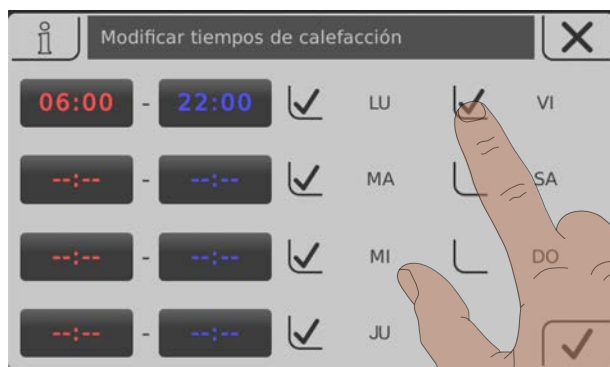 Modificar tiempos de calefacción
06:00 - 22:00 LU VI
--:-- - --:-- MA SA
--:-- - --:-- MI DO
--:-- - --:-- JU